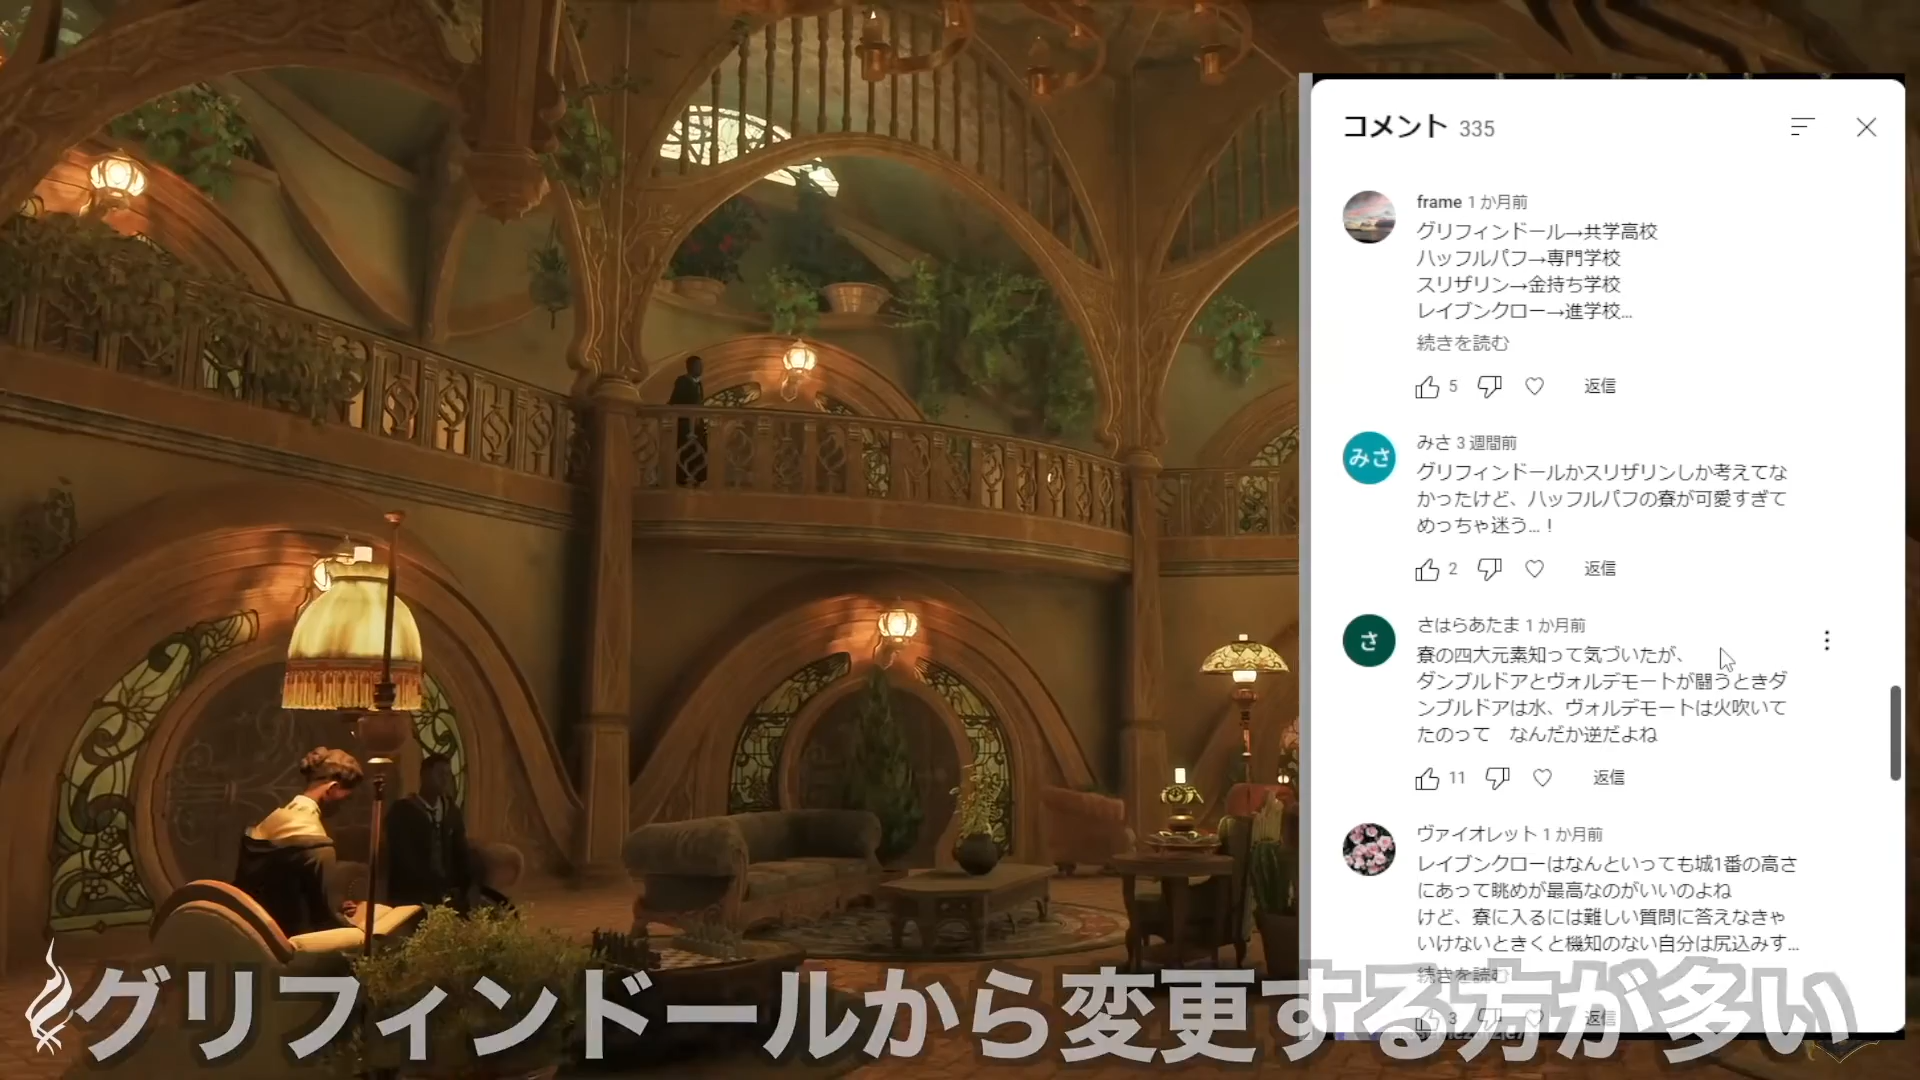 コメント 335
frame 1 か月前
グリフィンドール→共学高校
ハッフルパフ→専門学校
スリザリン→金持ち学校
レイブンクロー→進学校...
続きを読む
5 返信
みさ
みさ 3 週間前
グリフィンドールかスリザリンしか考えてな
かったけど、ハッフルパフの寮が可愛すぎて
めっちゃ迷う...！
2 返信
さ
さはらあたま 1 か月前
寮の四大元素知って気づいたが、
ダンブルドアとヴォルデモートが闘うときダ
ンブルドアは水、ヴォルデモートは火吹いて
たのって　なんだか逆だよね
11 返信
ヴァイオレット 1 か月前
レイブンクローはなんといっても城1番の高さ
にあって眺めが最高なのがいいのよね
けど、寮に入るには難しい質問に答えなきゃ
いけないときくと機知のない自分は尻込みす...
続きを読む
3 返信
グリフィンドールから変更する方が多い